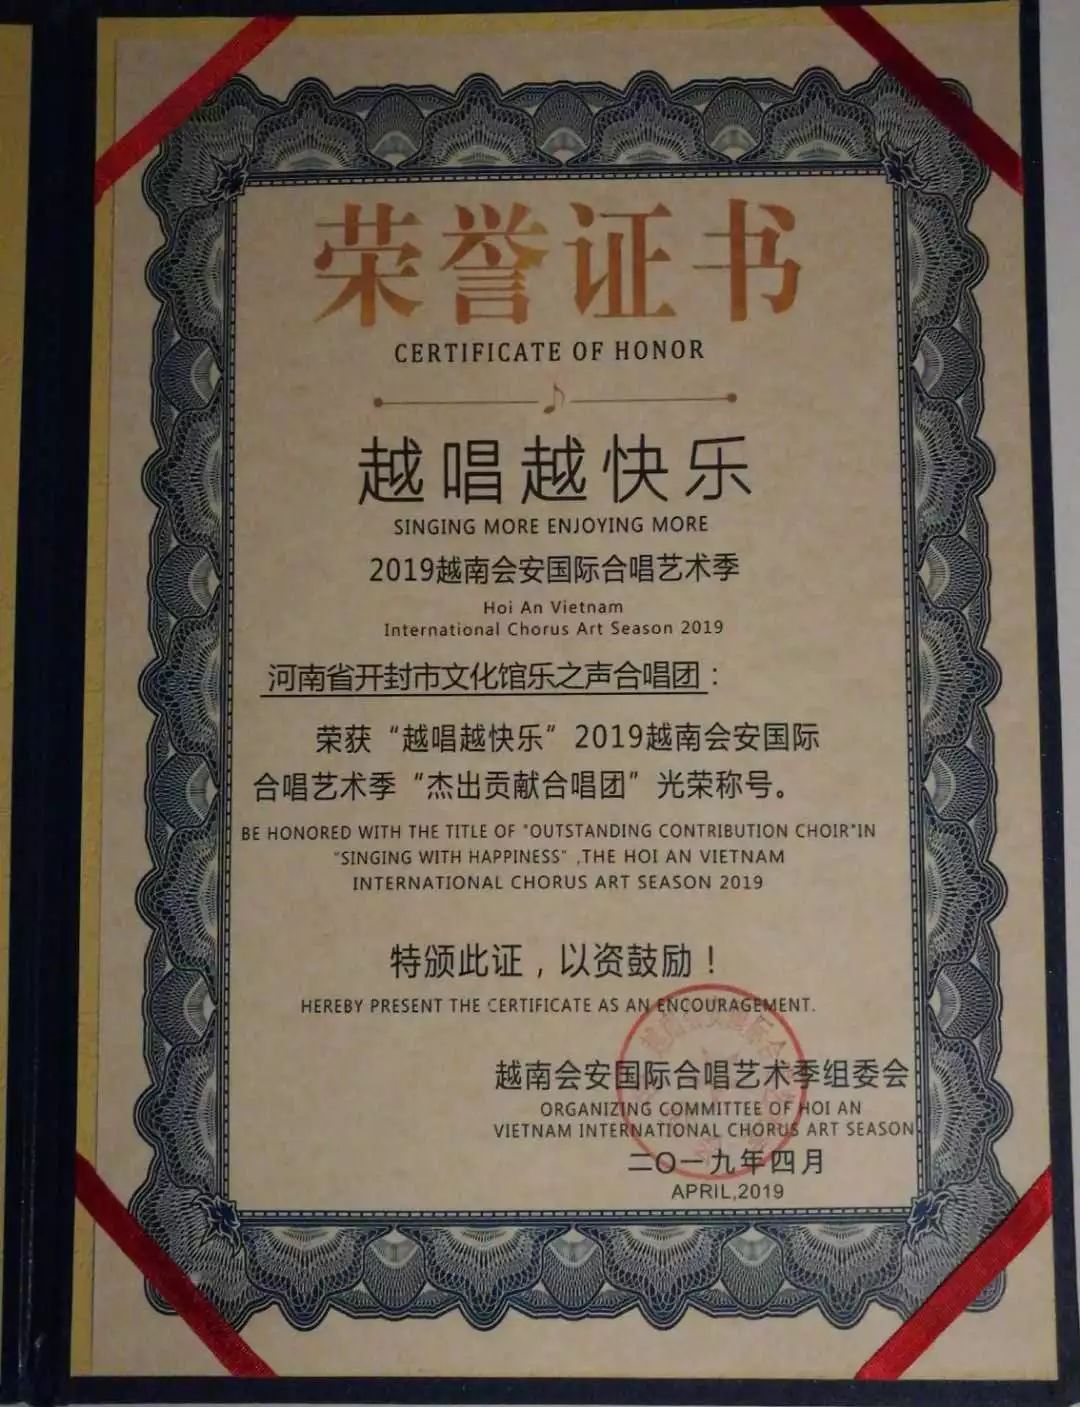 荣誉证书
CERTIFICATE OF HONOR
越唱越快乐
SINGING MORE ENJOYING MORE
2019越南会安国际合唱艺术季
Hoi An Vietnam
International Chorus Art Season 2019
河南省开封市文化馆乐之声合唱团：
荣获“越唱越快乐”2019越南会安国际
合唱艺术季“杰出贡献合唱团”光荣称号。
BE HONORED WITH THE TITLE OF "OUTSTANDING CONTRIBUTION CHOIR"IN
"SINGING WITH HAPPINESS" ,THE HOI AN VIETNAM
INTERNATIONAL CHORUS ART SEASON 2019
特颁此证，以资鼓励！
HEREBY PRESENT THE CERTIFICATE AS AN ENCOURAGEMENT.
越南会安国际合唱艺术季组委会
ORGANIZING COMMITTEE OF HOI AN
VIETNAM INTERNATIONAL CHORUS ART SEASON
二〇一九年四月
APRIL,2019